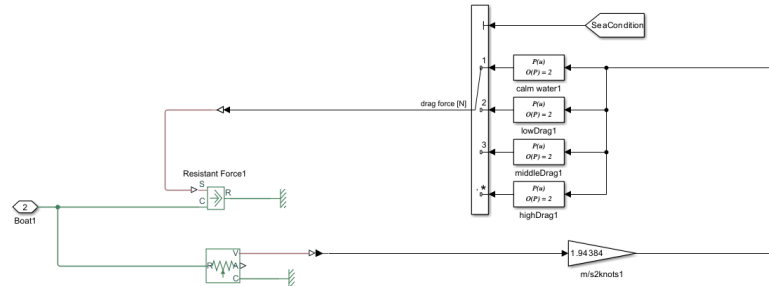 SeaCondition
1
P(u)
O(P) = 2
calm water1
drag force [N]
2
P(u)
O(P) = 2
lowDrag1
3
P(u)
O(P) = 2
middleDrag1
Resistant Force1
S
R
C
, *
P(u)
O(P) = 2
highDrag1
2
Boat1
V
R
A
C
1.94384
m/s2knots1